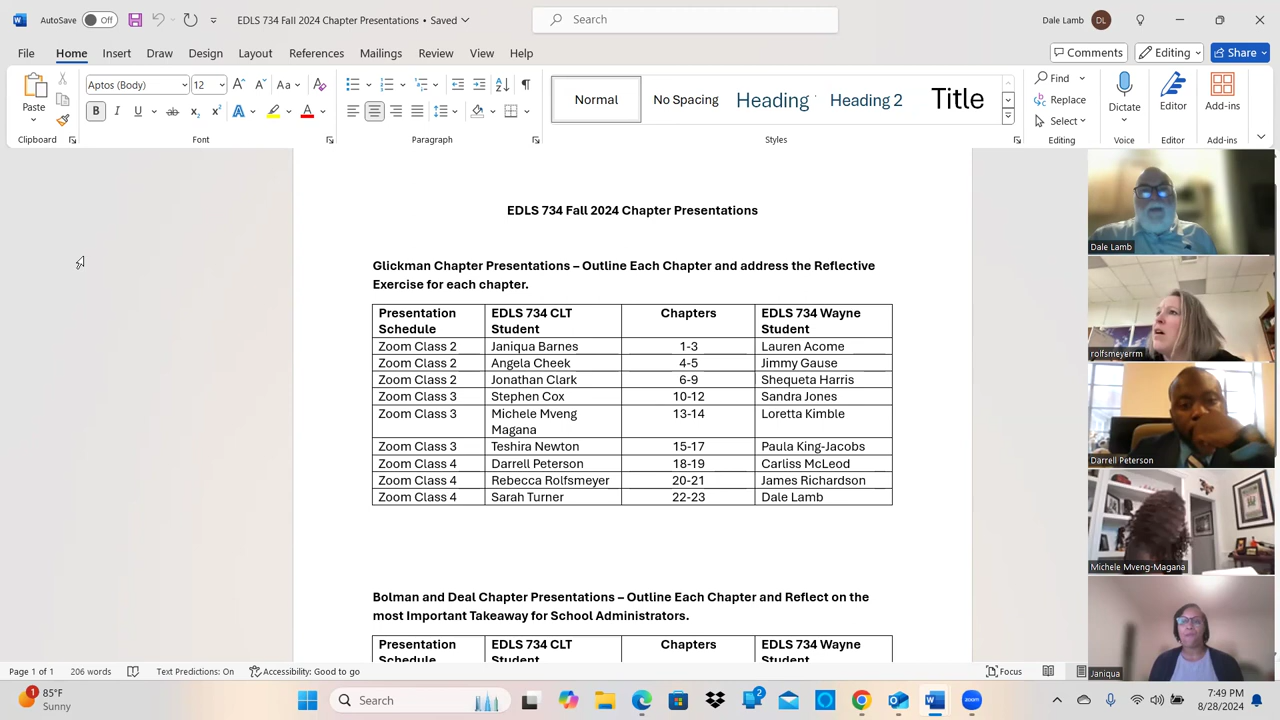 AutoSave Off EDLS 734 Fall 2024 Chapter Presentations • Saved Search Dale Lamb DL
File Home Insert Draw Design Layout References Mailings Review View Help Comments Editing Share
Paste Aptos (Body) 12 Aa Normal No Spacing Heading Heading 2 Title Find Replace Select Dictate Editor Add-ins
Clipboard Font Paragraph Styles Editing Voice Editor Add-ins
EDLS 734 Fall 2024 Chapter Presentations
Glickman Chapter Presentations – Outline Each Chapter and address the Reflective
Exercise for each chapter.
Presentation Schedule EDLS 734 CLT Student Chapters EDLS 734 Wayne Student
Zoom Class 2 Janiqua Barnes 1-3 Lauren Acome
Zoom Class 2 Angela Cheek 4-5 Jimmy Gause
Zoom Class 2 Jonathan Clark 6-9 Shequeta Harris
Zoom Class 3 Stephen Cox 10-12 Sandra Jones
Zoom Class 3 Michele Mveng Magana 13-14 Loretta Kimble
Zoom Class 3 Teshira Newton 15-17 Paula King-Jacobs
Zoom Class 4 Darrell Peterson 18-19 Carliss McLeod
Zoom Class 4 Rebecca Rolfsmeyer 20-21 James Richardson
Zoom Class 4 Sarah Turner 22-23 Dale Lamb
Bolman and Deal Chapter Presentations – Outline Each Chapter and Reflect on the
most Important Takeaway for School Administrators.
Presentation Schedule EDLS 734 CLT Student Chapters EDLS 734 Wayne Student
Dale Lamb
rolfsmeyerrm
Darrell Peterson
Michele Mveng-Magana
Janiqua
Page 1 of 1 206 words Text Predictions: On Accessibility: Good to go Focus
1 85°F Sunny Search 2 zoom 7:49 PM 8/28/2024